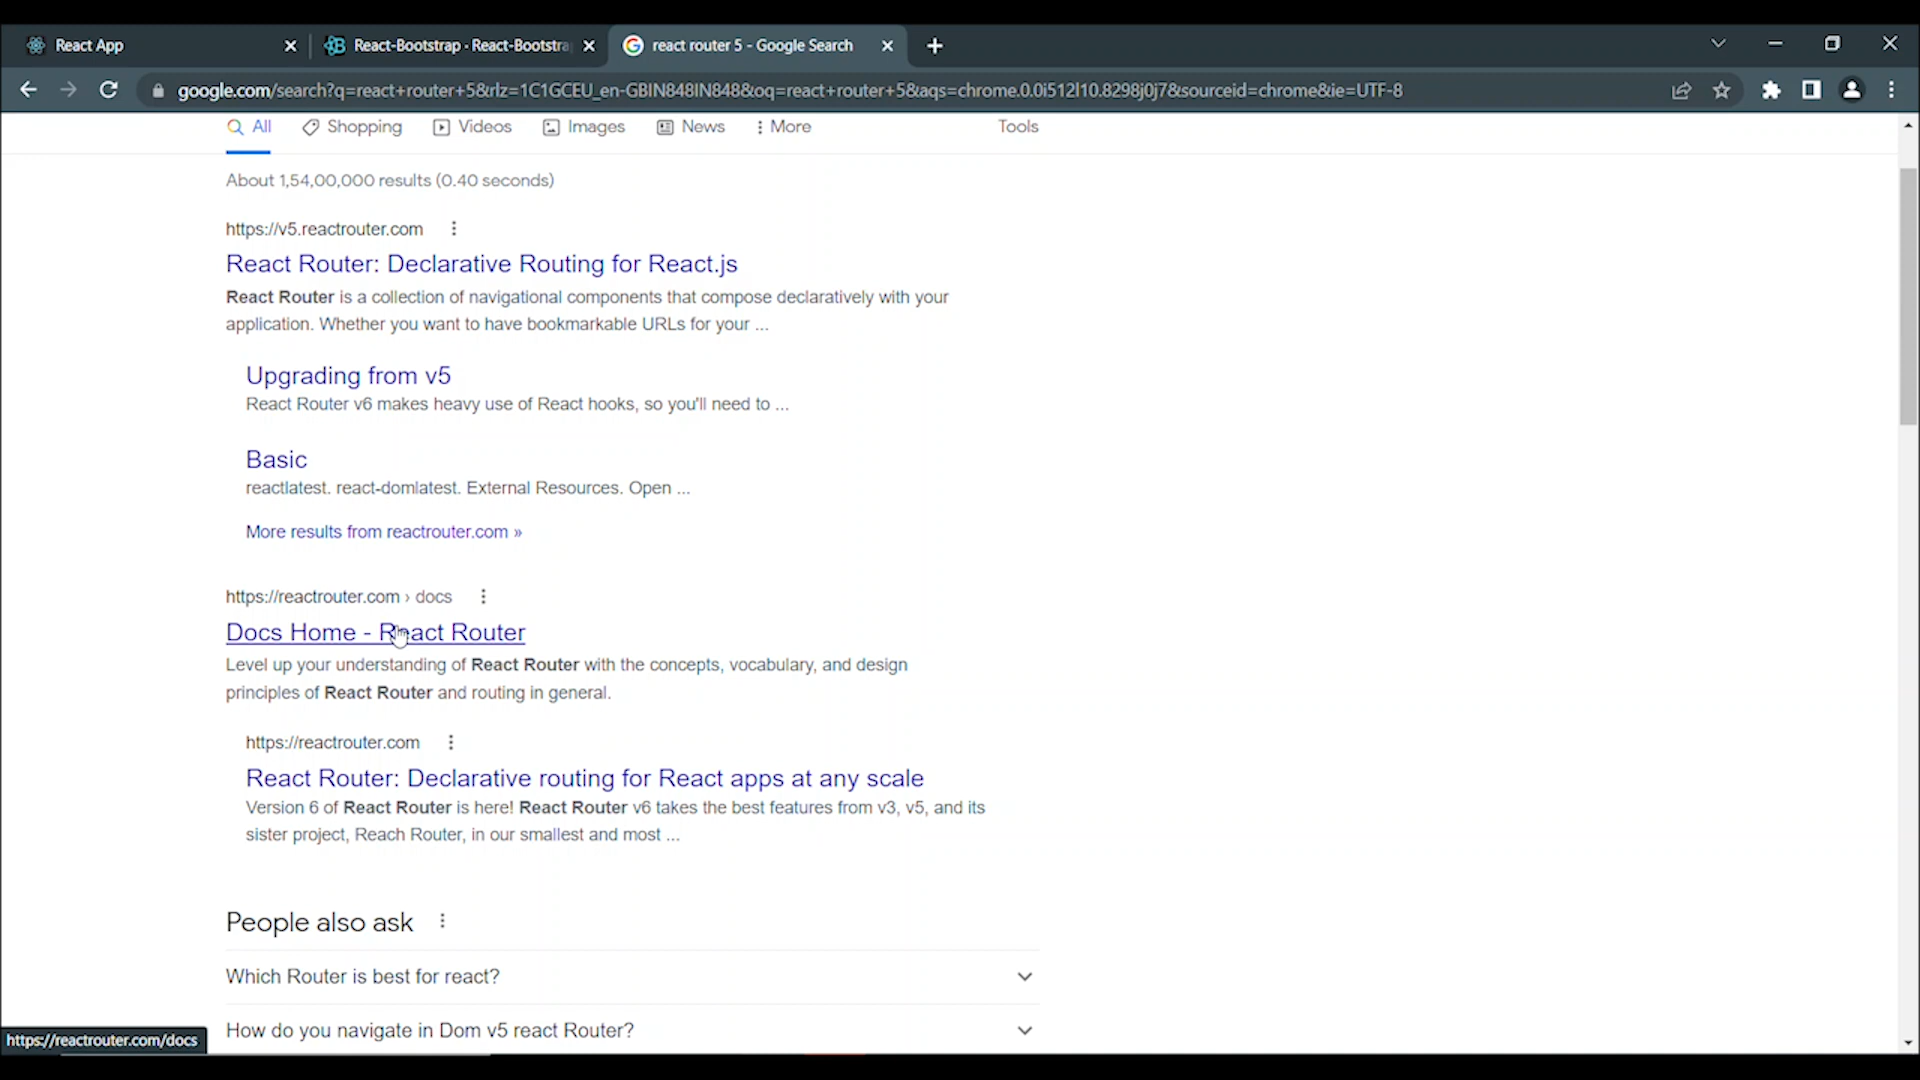 React App
React-Bootstrap · React-Bootstra
react router 5 - Google Search
google.com/search?q=react+router+5&rlz=1C1GCEU_en-GBIN848IN848&oq=react+router+5&aqs=chrome.0.0i512l10.8298j0j7&sourceid=chrome&ie=UTF-8
All Shopping Videos Images News More Tools
About 1,54,00,000 results (0.40 seconds)
https://v5.reactrouter.com
React Router: Declarative Routing for React.js
React Router is a collection of navigational components that compose declaratively with your
application. Whether you want to have bookmarkable URLs for your ...
Upgrading from v5
React Router v6 makes heavy use of React hooks, so you'll need to ...
Basic
reactlatest. react-domlatest. External Resources. Open ...
More results from reactrouter.com »
https://reactrouter.com › docs
Docs Home - React Router
Level up your understanding of React Router with the concepts, vocabulary, and design
principles of React Router and routing in general.
https://reactrouter.com
React Router: Declarative routing for React apps at any scale
Version 6 of React Router is here! React Router v6 takes the best features from v3, v5, and its
sister project, Reach Router, in our smallest and most ...
People also ask
Which Router is best for react?
How do you navigate in Dom v5 react Router?
https://reactrouter.com/docs